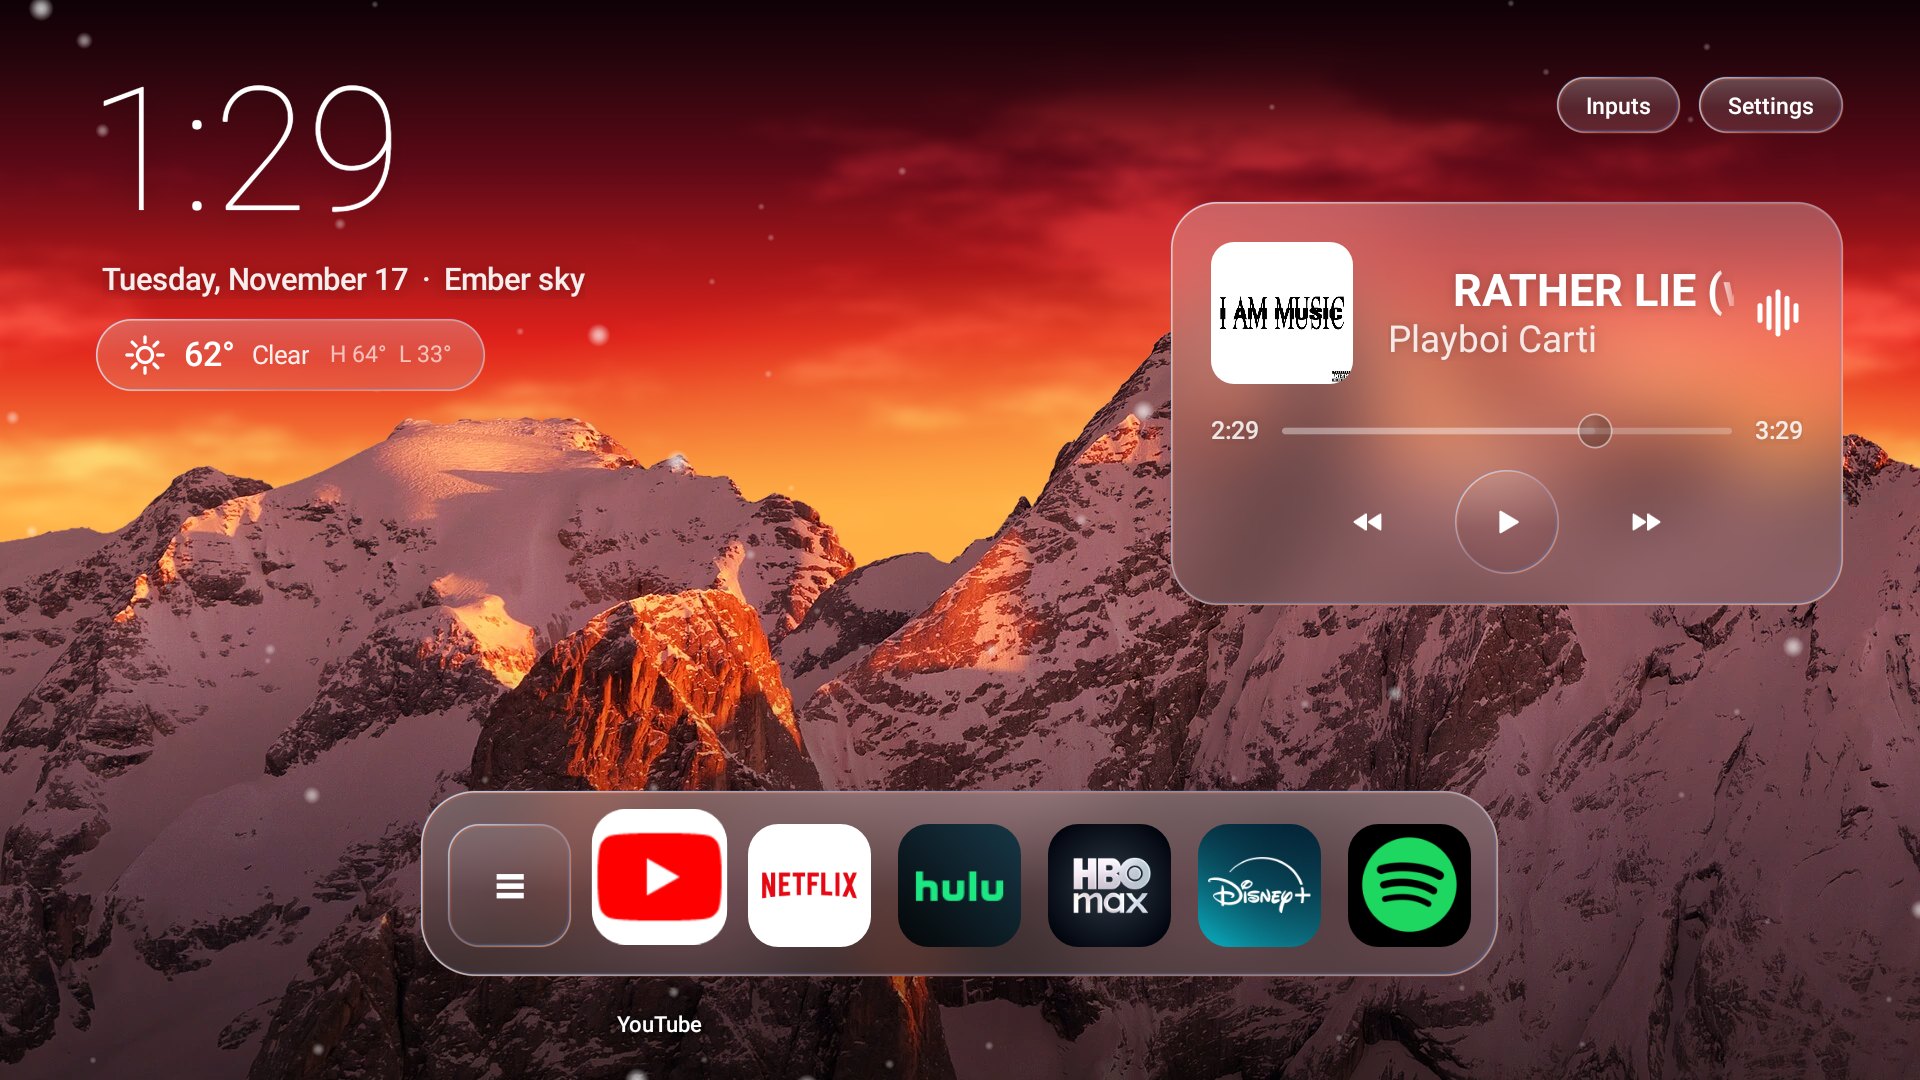 1:29
Tuesday, November 17 · Ember sky
62° Clear H 64° L 33°
Inputs
Settings
I AM MUSIC
RATHER LIE (
Playboi Carti
2:29
3:29
NETFLIX
hulu
HBO
max
Disney+
YouTube